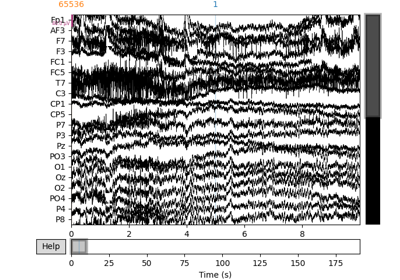 65536 1
Fp1
AF3
F7
F3
FC1
FC5
T7
C3
CP1
CP5
P7
P3
Pz
PO3
O1
Oz
O2
PO4
P4
P8
0 2 4 6 8
Help
0 25 50 75 100 125 150 175
Time (s)